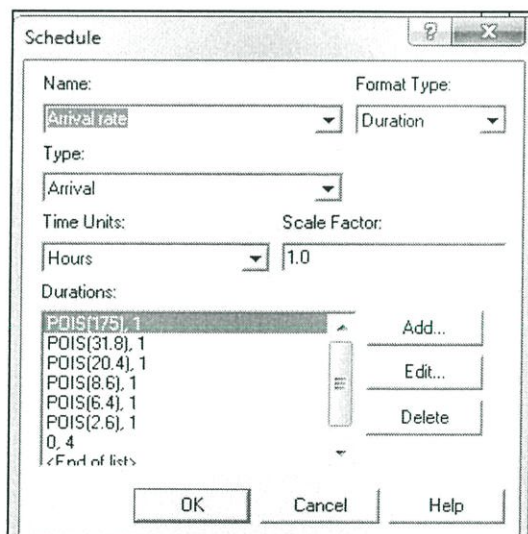 Schedule
Name:
Format Type:
Arrival rate
Duration
Type:
Arrival
Time Units:
Scale Factor:
Hours
1.0
Durations:
POIS(175), 1
POIS(31.8), 1
POIS(20.4), 1
POIS(8.6), 1
POIS(6.4), 1
POIS(2.6), 1
0, 4
<End of list>
Add...
Edit...
Delete
OK
Cancel
Help